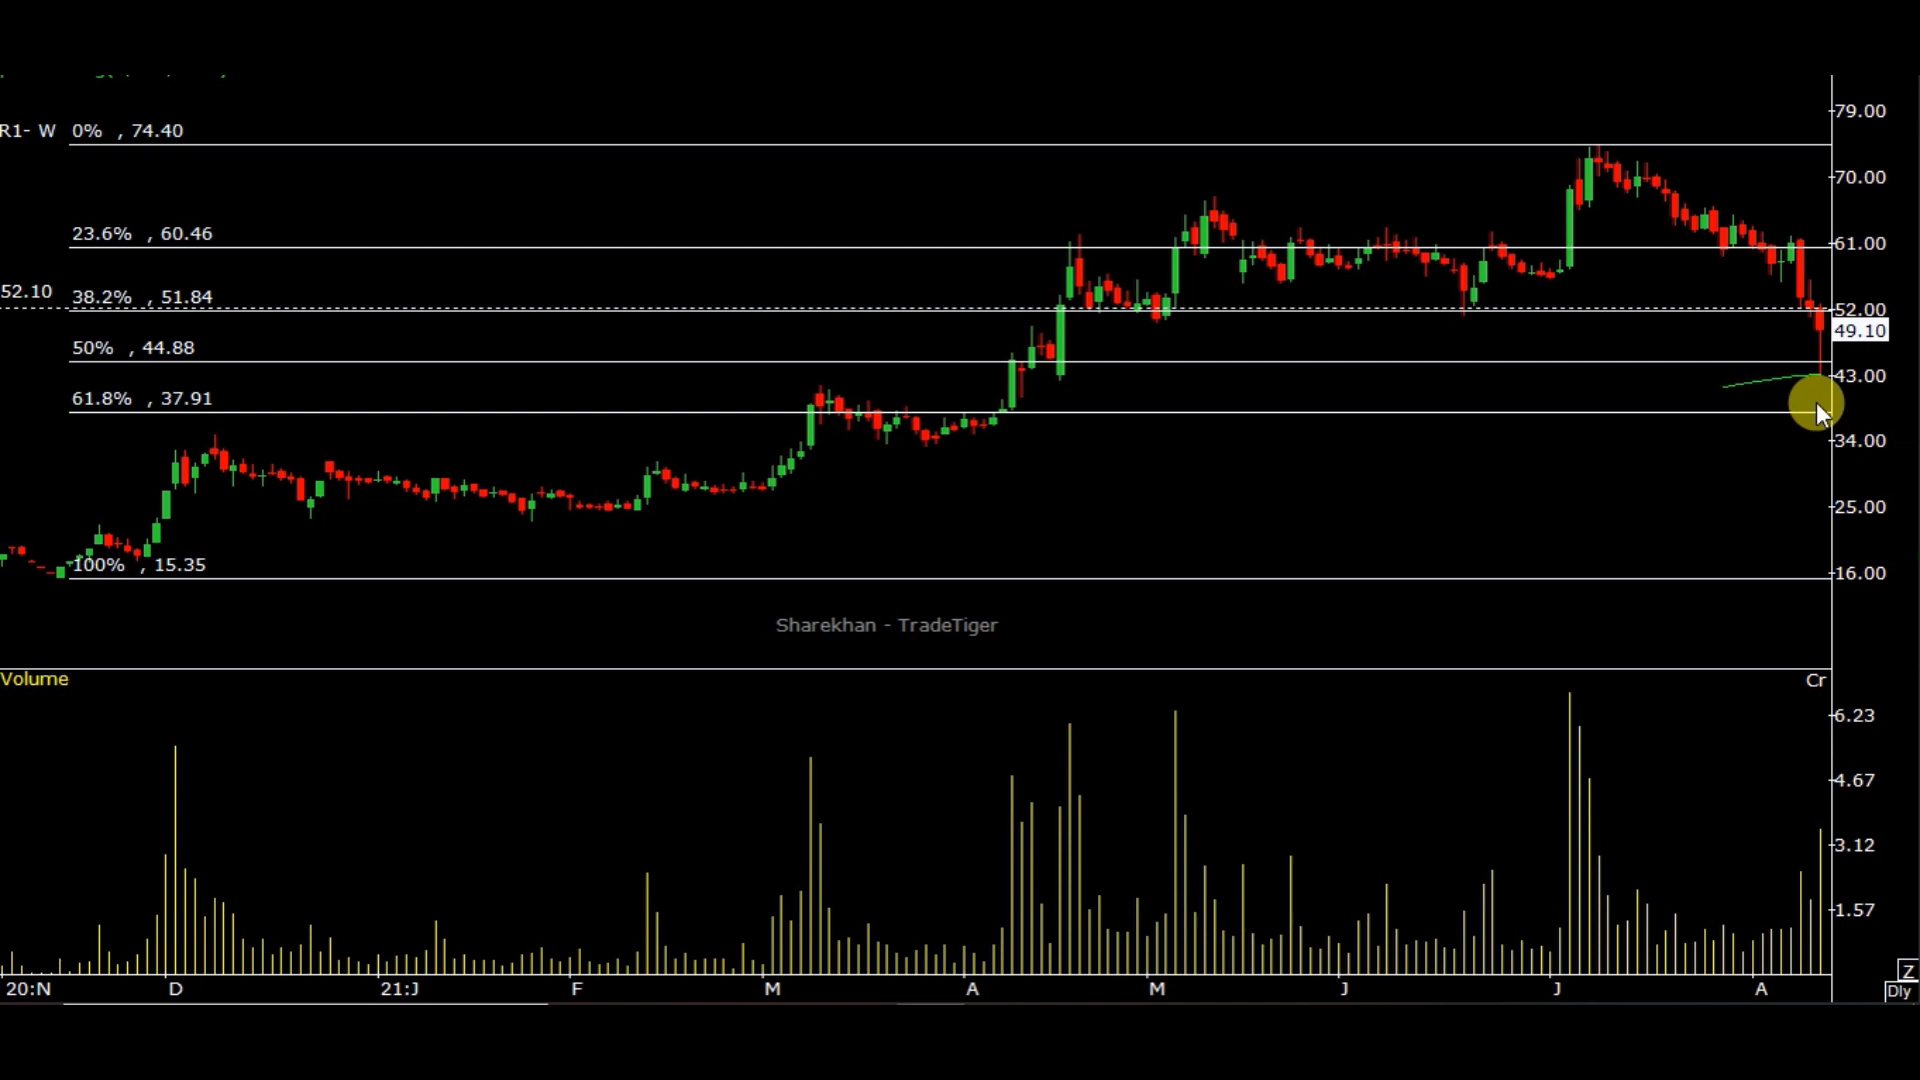 R1- W 0% , 74.40
23.6% , 60.46
52.10 38.2% , 51.84
50% , 44.88
61.8% , 37.91
100% , 15.35
79.00
70.00
61.00
52.00
49.10
43.00
34.00
25.00
16.00
Sharekhan - TradeTiger
Volume
Cr
6.23
4.67
3.12
1.57
20:N D 21:J F M A M J J A
Z
Dly